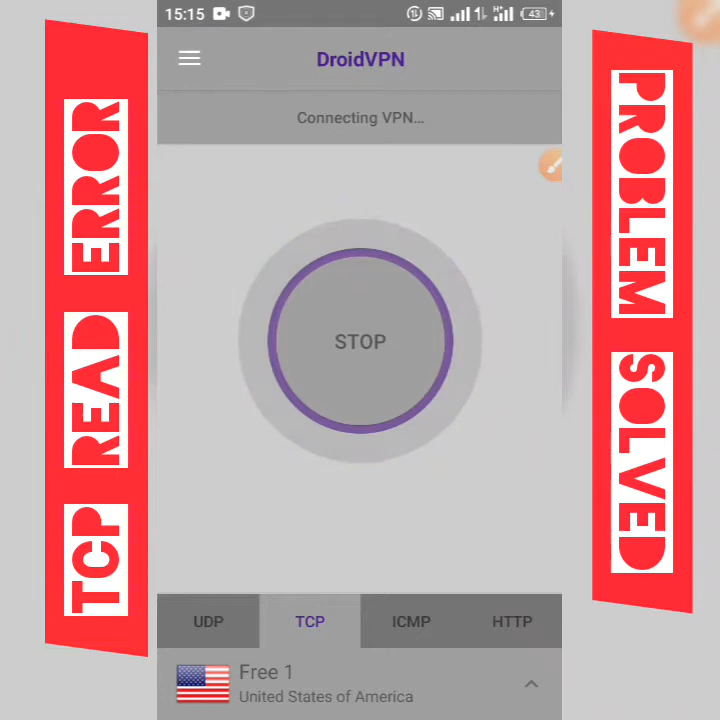 15:15
H+
43
DroidVPN
Connecting VPN...
STOP
UDP
TCP
ICMP
HTTP
Free 1
United States of America
TCP READ ERROR
PROBLEM SOLVED